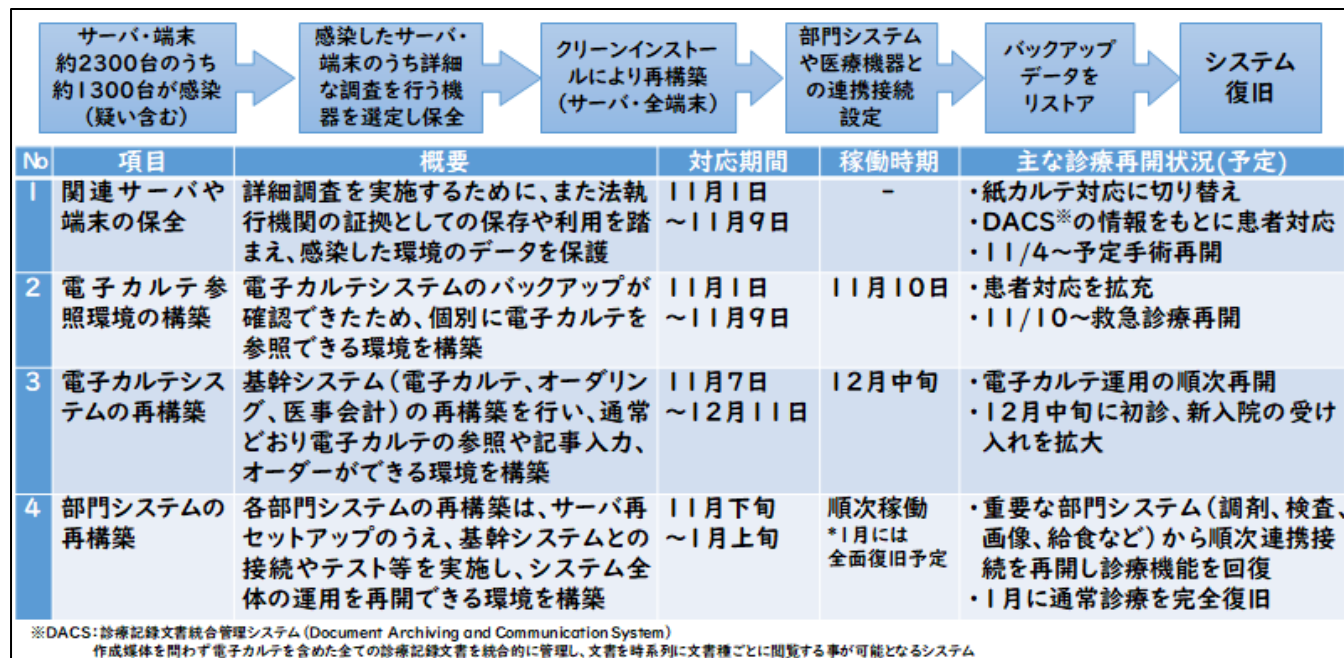 サーバ・端末
約2300台のうち
約1300台が感染
(疑い含む)
感染したサーバ・
端末のうち詳細
な調査を行う機
器を選定し保全
クリーンインストー
ルにより再構築
(サーバ・全端末)
部門システム
や医療機器と
の連携接続
設定
バックアップ
データを
リストア
システム
復旧
No 項目 概要 対応期間 稼働時期 主な診療再開状況(予定)
1 関連サーバや 詳細調査を実施するために、また法執 11月1日 - ・紙カルテ対応に切り替え
端末の保全 行機関の証拠としての保存や利用を踏 ～11月9日 ・DACS※の情報をもとに患者対応
まえ、感染した環境のデータを保護 ・11/4～予定手術再開
2 電子カルテ参 電子カルテシステムのバックアップが 11月1日 11月10日 ・患者対応を拡充
照環境の構築 確認できたため、個別に電子カルテを ～11月9日 ・11/10～救急診療再開
参照できる環境を構築
3 電子カルテシス 基幹システム(電子カルテ、オーダリン 11月7日 12月中旬 ・電子カルテ運用の順次再開
テムの再構築 グ、医事会計)の再構築を行い、通常 ～12月11日 ・12月中旬に初診、新入院の受け
どおり電子カルテの参照や記事入力、 入れを拡大
オーダーができる環境を構築
4 部門システムの 各部門システムの再構築は、サーバ再 11月下旬 順次稼働 ・重要な部門システム(調剤、検査、
再構築 セットアップのうえ、基幹システムとの ～1月上旬 *1月には 画像、給食など)から順次連携接
接続やテスト等を実施し、システム全 全面復旧予定 続を再開し診療機能を回復
体の運用を再開できる環境を構築 ・1月に通常診療を完全復旧
※DACS:診療記録文書統合管理システム(Document Archiving and Communication System)
作成媒体を問わず電子カルテを含めた全ての診療記録文書を統合的に管理し、文書を時系列に文書種ごとに閲覧する事が可能となるシステム